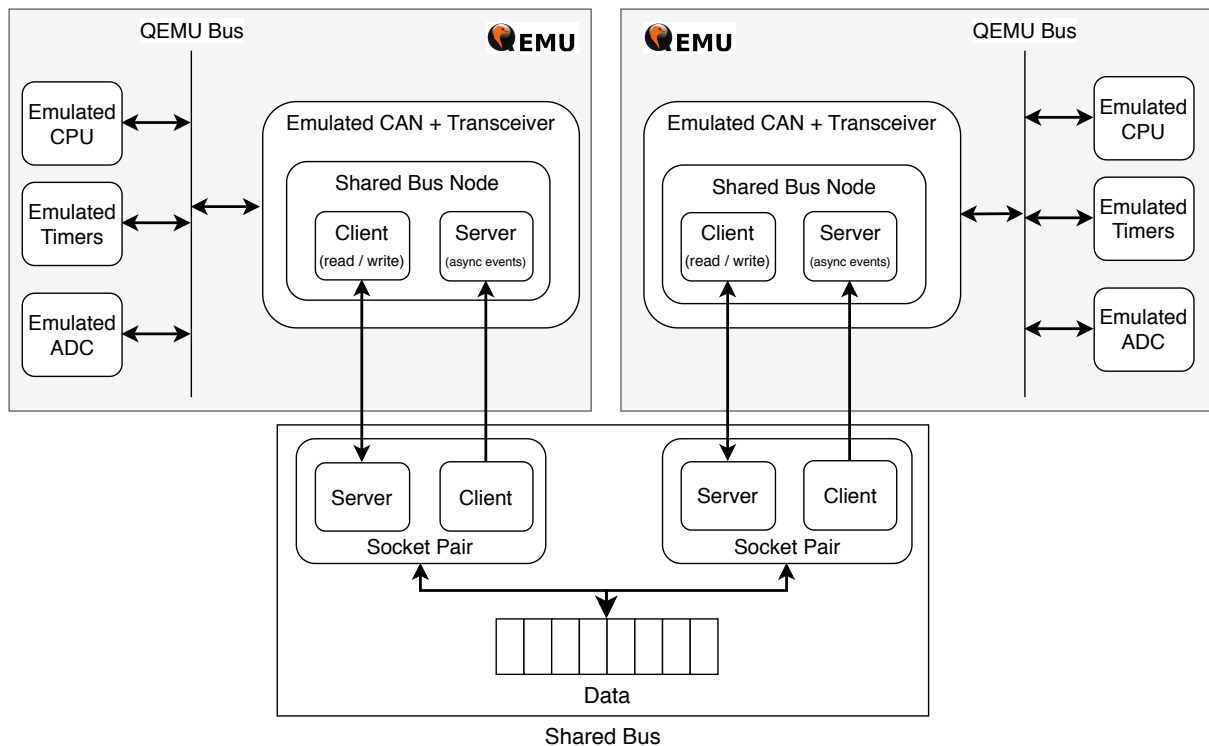 QEMU Bus
QEMU
Emulated
CPU
Emulated
Timers
Emulated
ADC
Emulated CAN + Transceiver
Shared Bus Node
Client
(read / write)
Server
(async events)
QEMU
QEMU Bus
Emulated CAN + Transceiver
Shared Bus Node
Client
(read / write)
Server
(async events)
Emulated
CPU
Emulated
Timers
Emulated
ADC
Server
Client
Socket Pair
Server
Client
Socket Pair
Data
Shared Bus